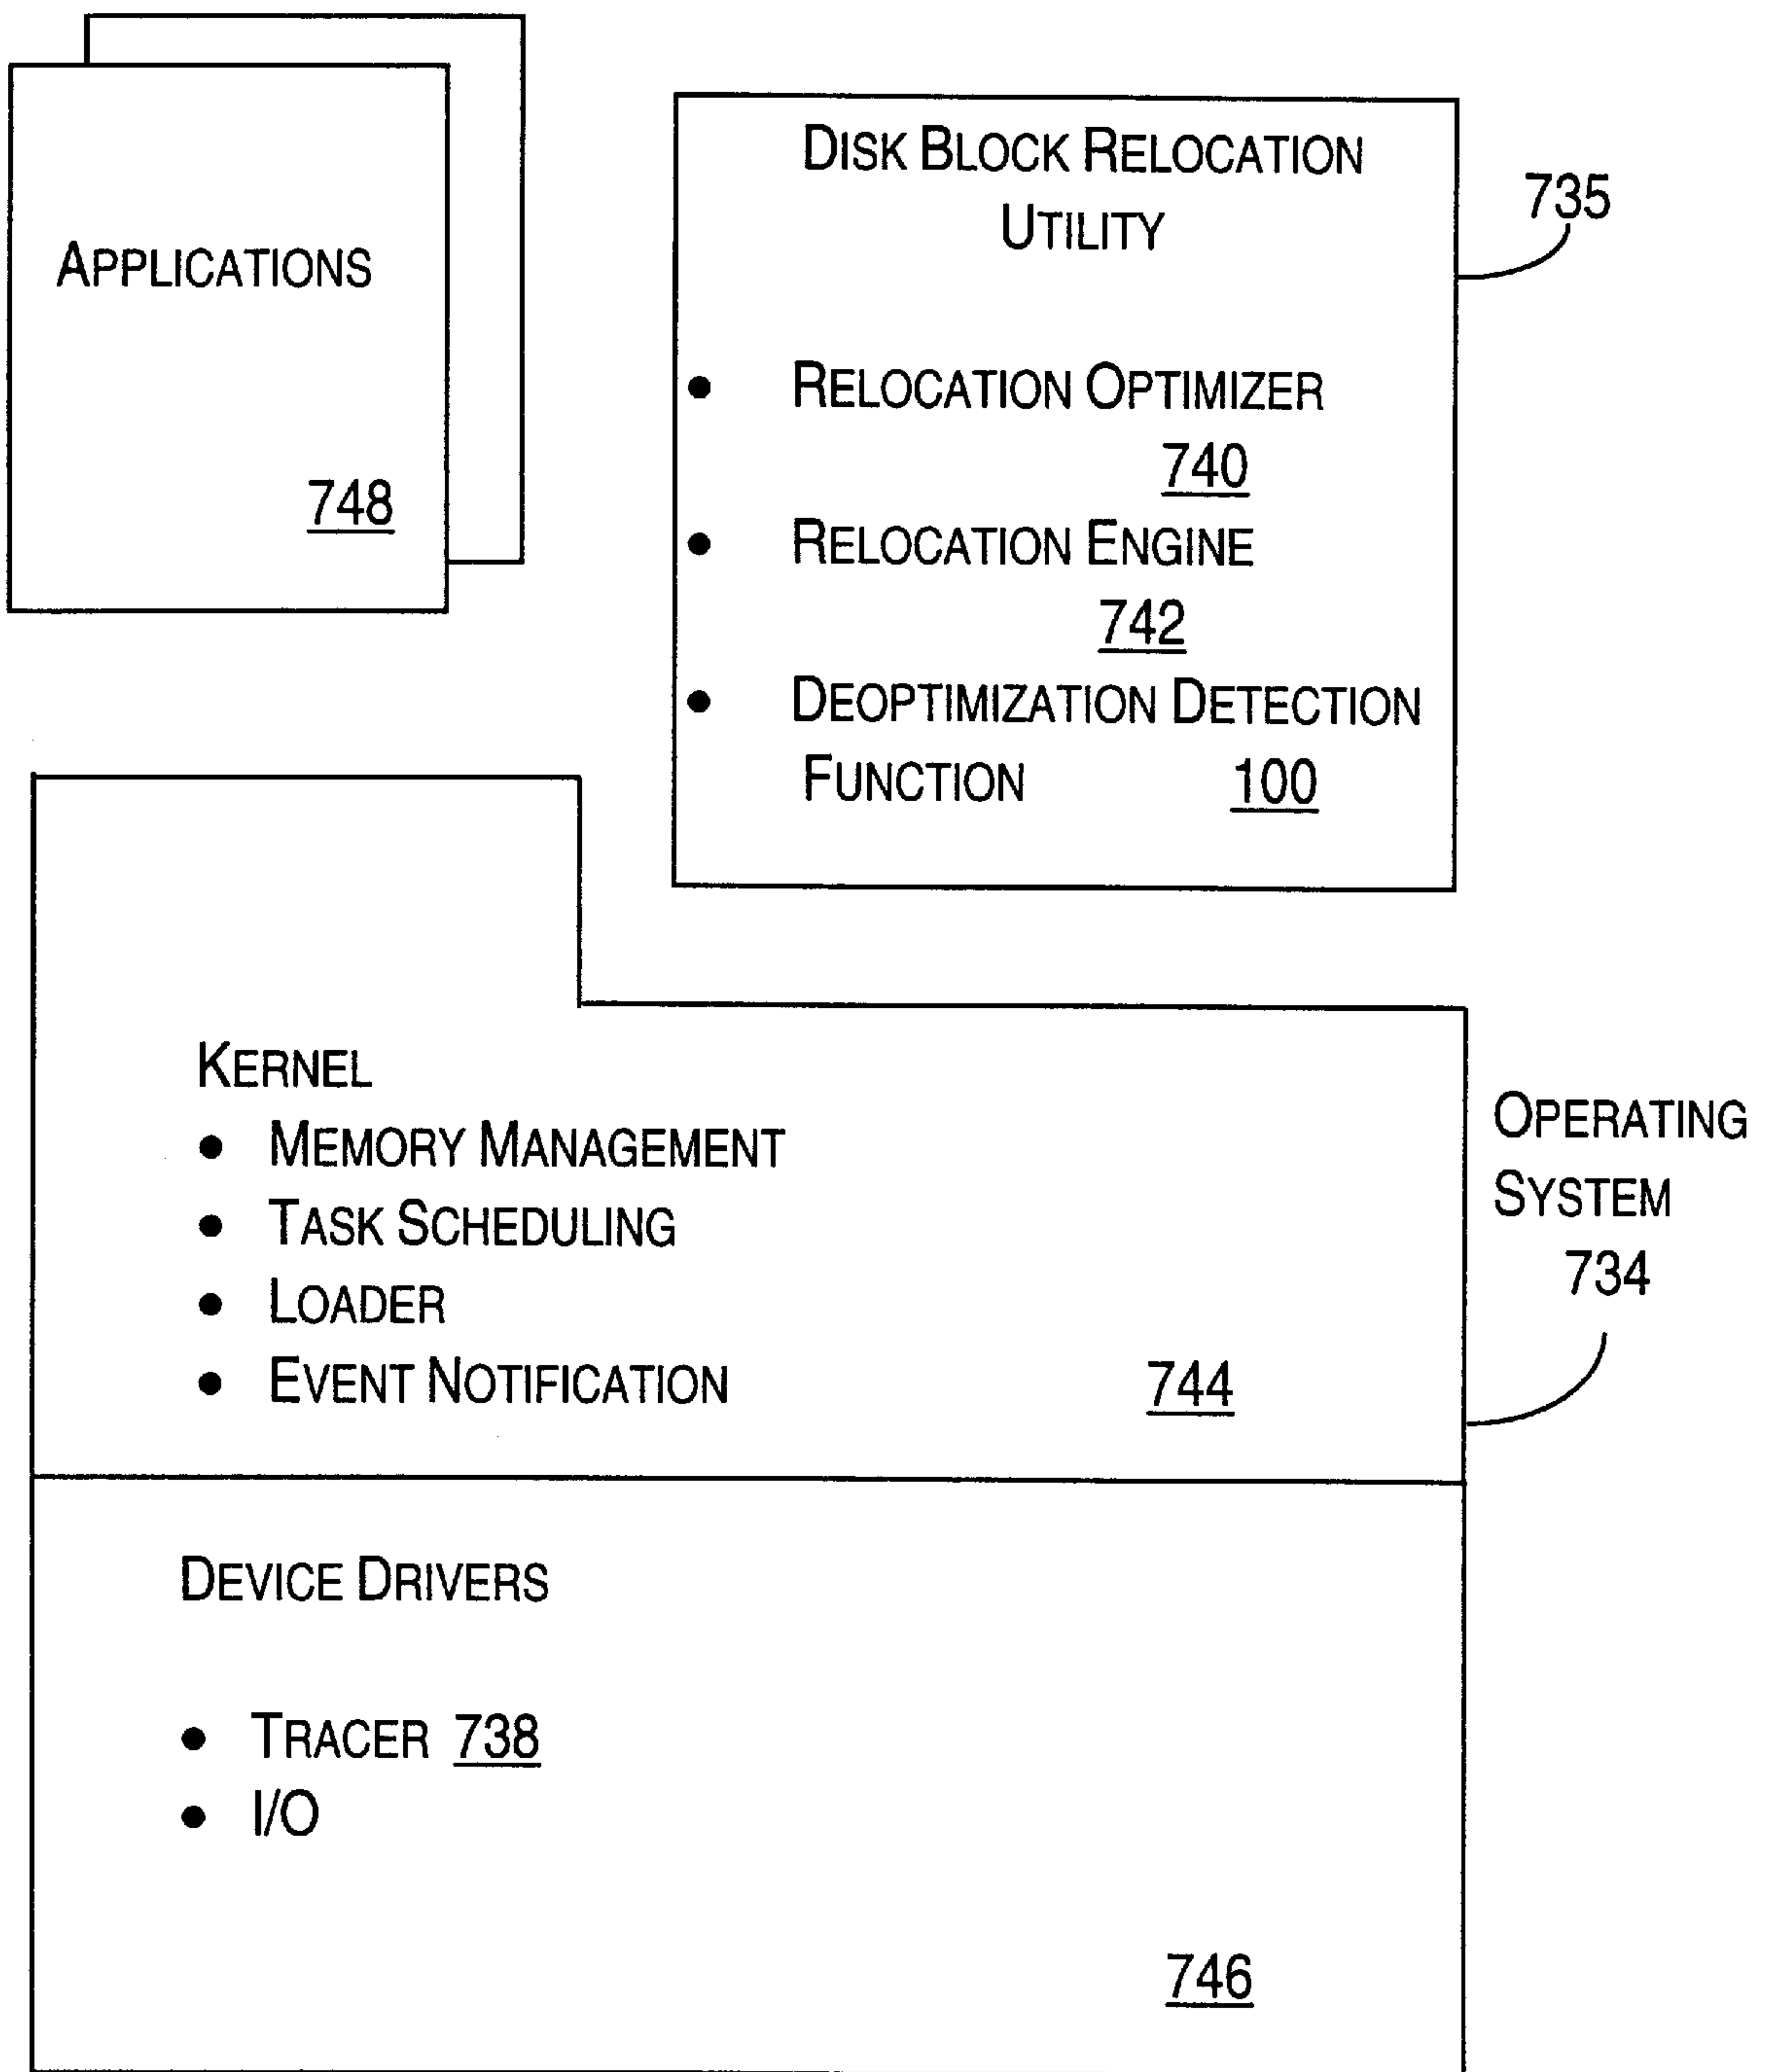 APPLICATIONS
748
DISK BLOCK RELOCATION
UTILITY
735
• RELOCATION OPTIMIZER
740
• RELOCATION ENGINE
742
• DEOPTIMIZATION DETECTION
FUNCTION 100
KERNEL
• MEMORY MANAGEMENT
• TASK SCHEDULING
• LOADER
• EVENT NOTIFICATION
744
OPERATING
SYSTEM
734
DEVICE DRIVERS
• TRACER 738
• I/O
746